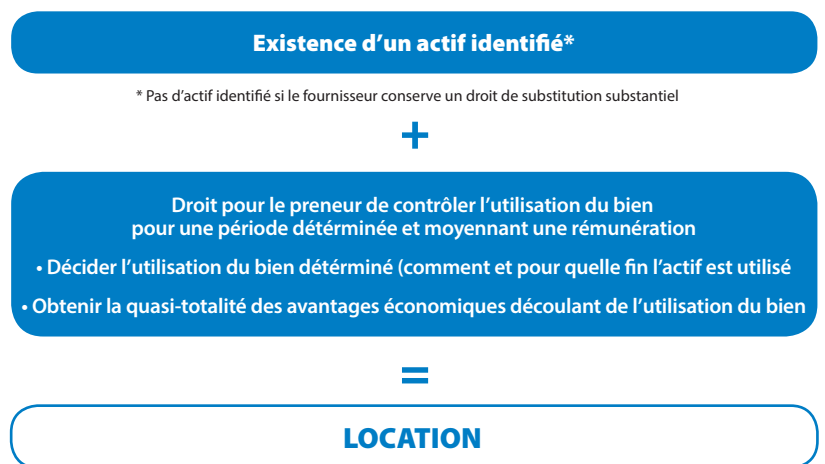 Existence d’un actif identifié*
* Pas d’actif identifié si le fournisseur conserve un droit de substitution substantiel
+
Droit pour le preneur de contrôler l’utilisation du bien
pour une période détérminée et moyennant une rémunération
• Décider l’utilisation du bien détérminé (comment et pour quelle fin l’actif est utilisé
• Obtenir la quasi-totalité des avantages économiques découlant de l’utilisation du bien
=
LOCATION